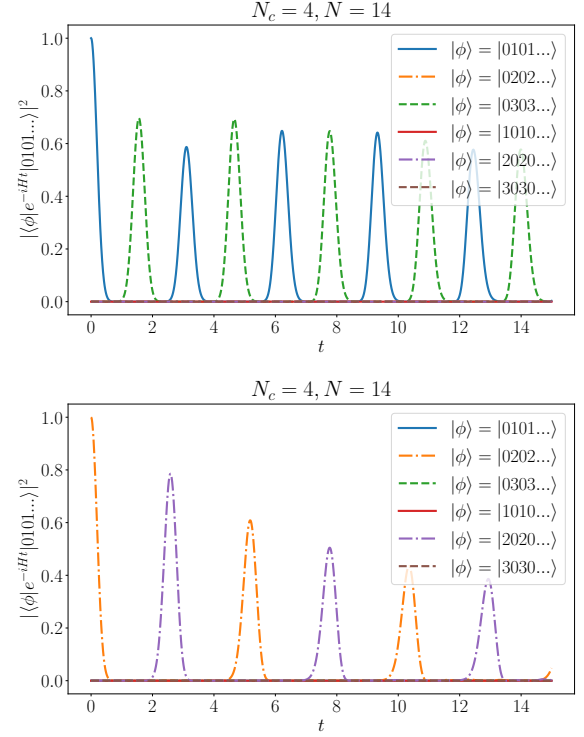 N_c = 4, N = 14
|⟨ϕ|e^{-iHt}|0101...⟩|^2
1.0
0.8
0.6
0.4
0.2
0.0
|ϕ⟩ = |0101...⟩
|ϕ⟩ = |0202...⟩
|ϕ⟩ = |0303...⟩
|ϕ⟩ = |1010...⟩
|ϕ⟩ = |2020...⟩
|ϕ⟩ = |3030...⟩
0 2 4 6 8 10 12 14
t
N_c = 4, N = 14
|⟨ϕ|e^{-iHt}|0101...⟩|^2
1.0
0.8
0.6
0.4
0.2
0.0
|ϕ⟩ = |0101...⟩
|ϕ⟩ = |0202...⟩
|ϕ⟩ = |0303...⟩
|ϕ⟩ = |1010...⟩
|ϕ⟩ = |2020...⟩
|ϕ⟩ = |3030...⟩
0 2 4 6 8 10 12 14
t